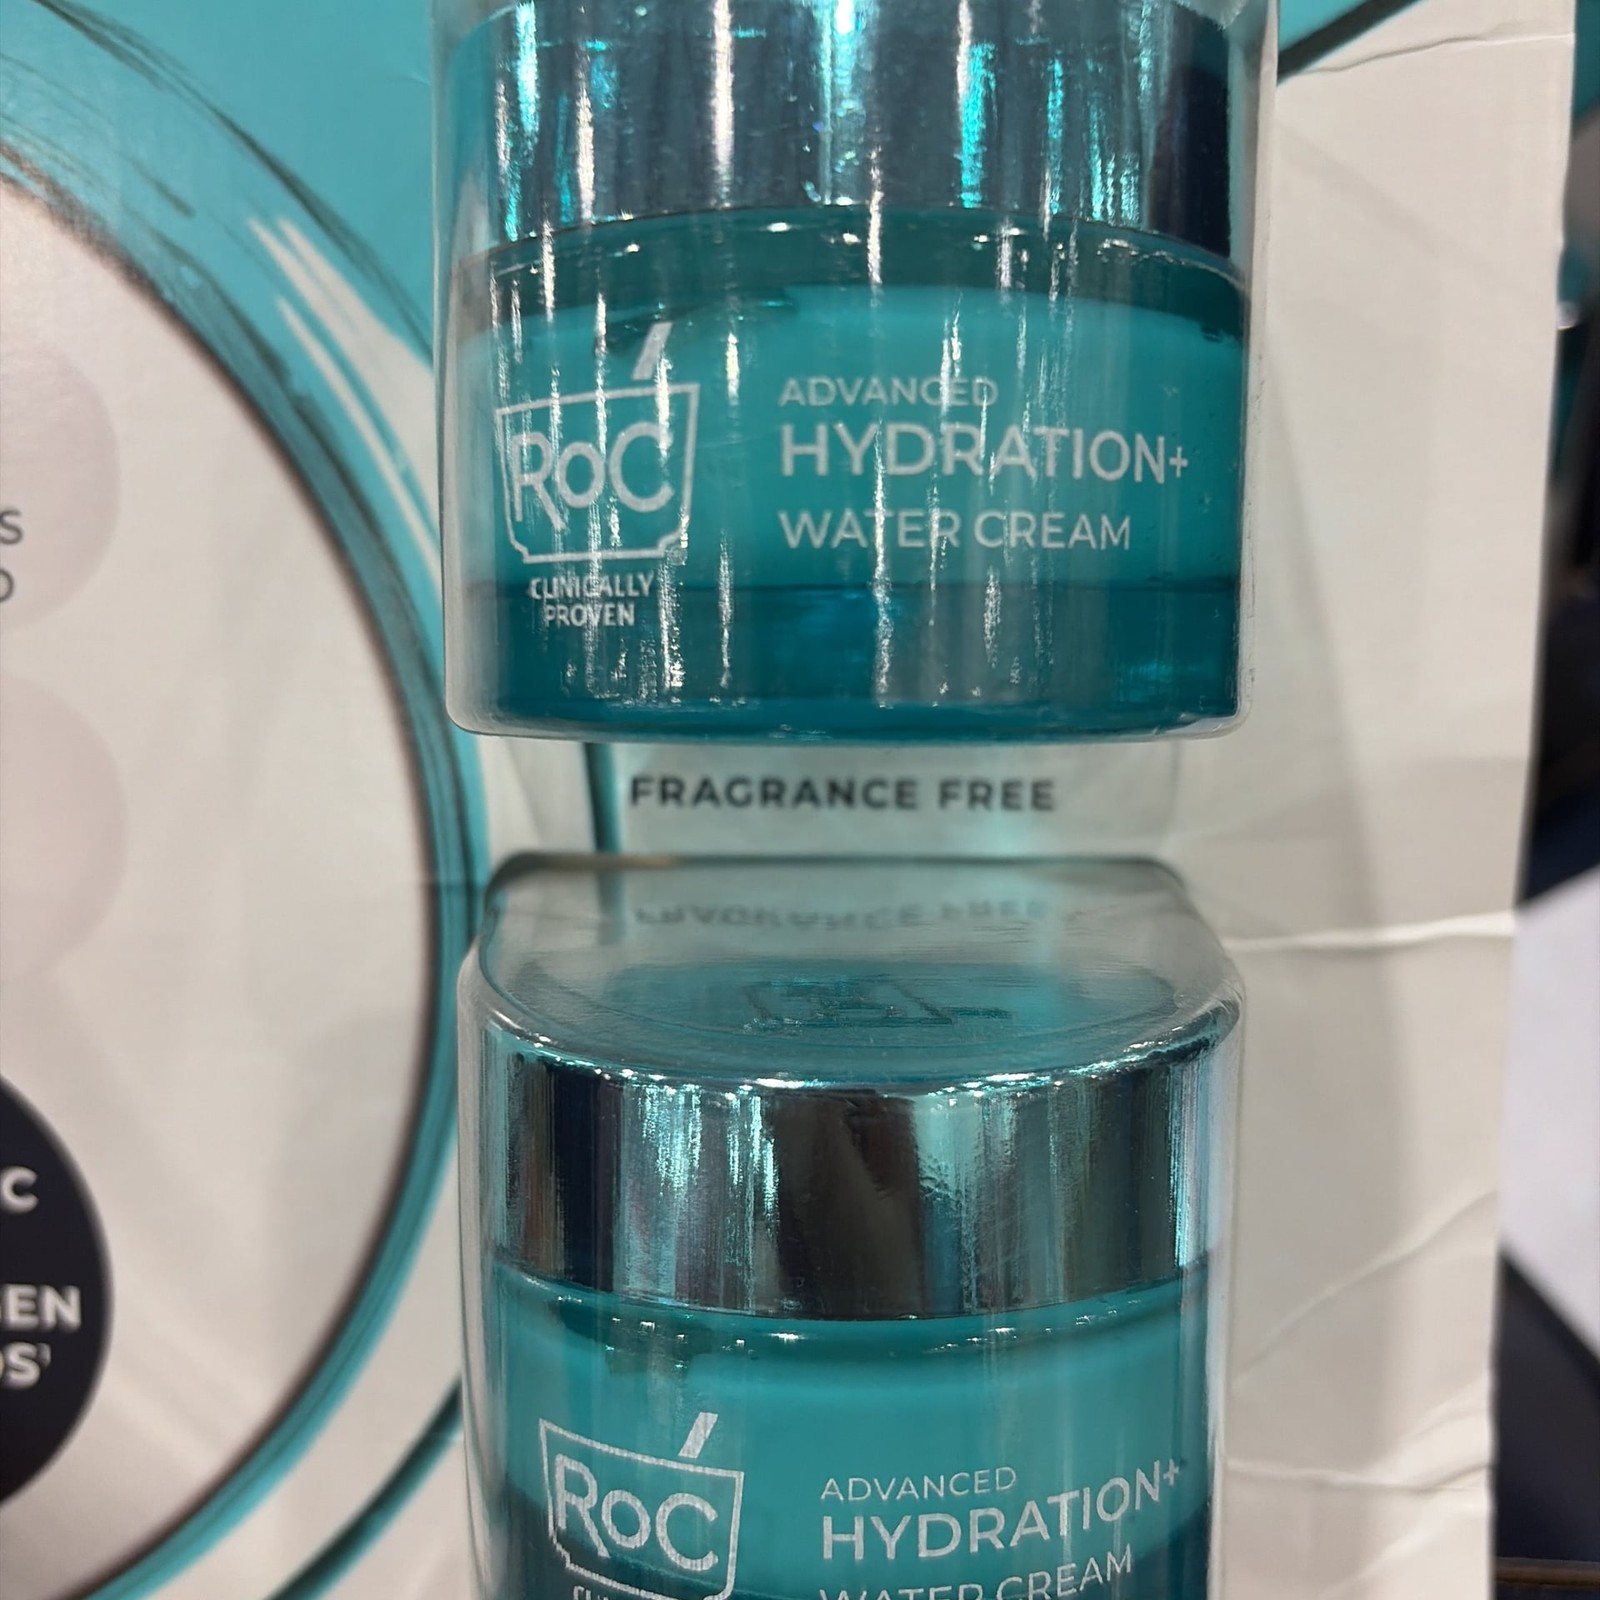 RoC
CLINICALLY
PROVEN
ADVANCED
HYDRATION+
WATER CREAM
FRAGRANCE FREE
RoC
ADVANCED
HYDRATION+
WATER CREAM